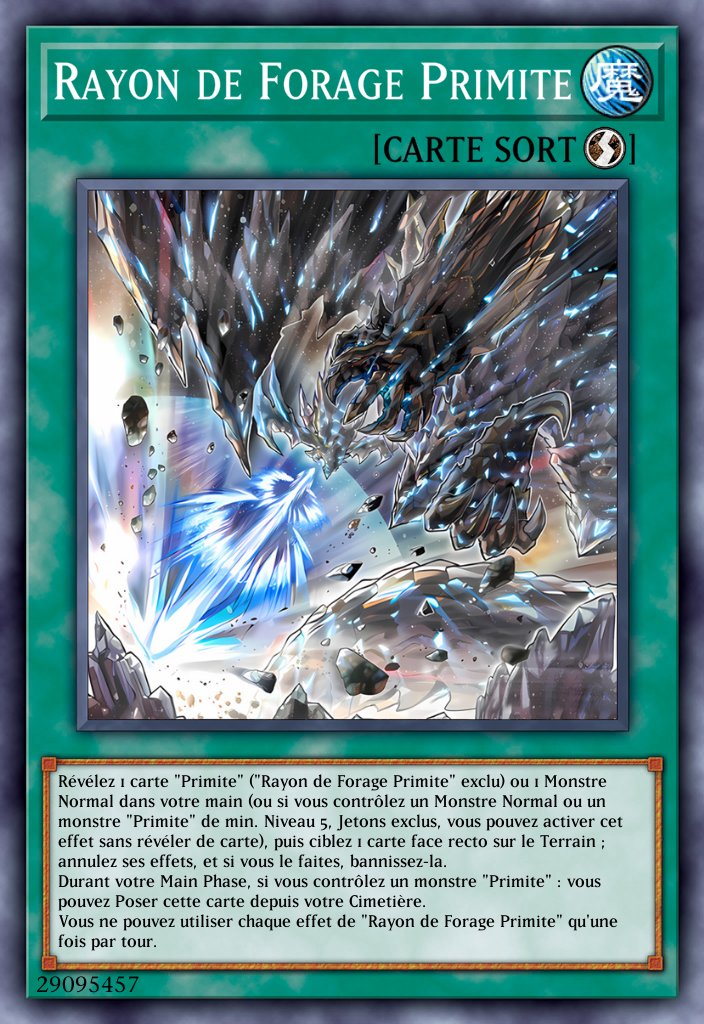 Rayon de Forage Primite 魔
[CARTE SORT]
Révélez 1 carte "Primite" ("Rayon de Forage Primite" exclu) ou 1 Monstre
Normal dans votre main (ou si vous contrôlez un Monstre Normal ou un
monstre "Primite" de min. Niveau 5, Jetons exclus, vous pouvez activer cet
effet sans révéler de carte), puis ciblez 1 carte face recto sur le Terrain ;
annulez ses effets, et si vous le faites, bannissez-la.
Durant votre Main Phase, si vous contrôlez un monstre "Primite" : vous
pouvez Poser cette carte depuis votre Cimetière.
Vous ne pouvez utiliser chaque effet de "Rayon de Forage Primite" qu'une
fois par tour.
29095457